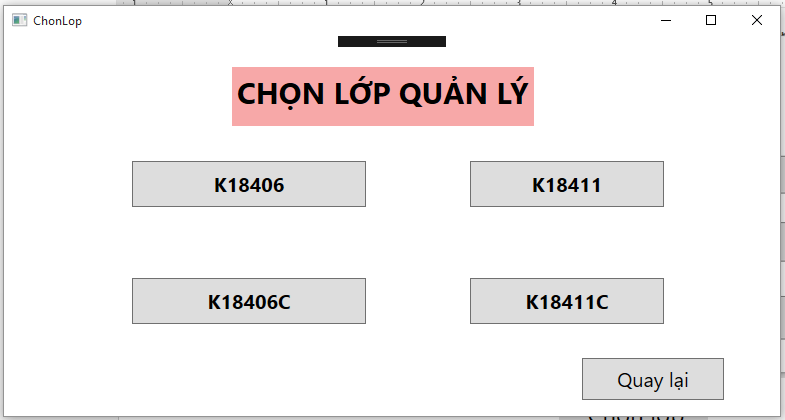 ChonLop
CHỌN LỚP QUẢN LÝ
K18406
K18411
K18406C
K18411C
Quay lại